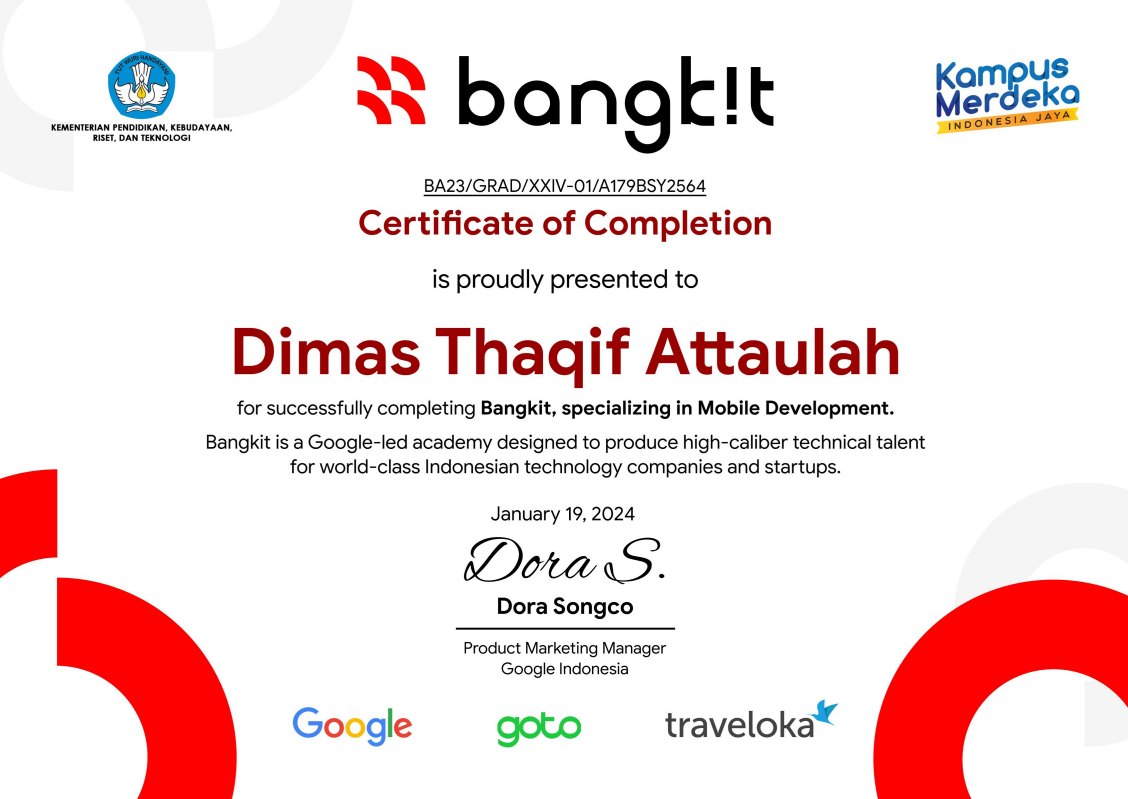 TUT WURI HANDAYANI
KEMENTERIAN PENDIDIKAN, KEBUDAYAAN,
RISET, DAN TEKNOLOGI
bangk!t
Kampus
Merdeka
INDONESIA JAYA
BA23/GRAD/XXIV-01/A179BSY2564
Certificate of Completion
is proudly presented to
Dimas Thaqif Attaulah
for successfully completing Bangkit, specializing in Mobile Development.
Bangkit is a Google-led academy designed to produce high-caliber technical talent
for world-class Indonesian technology companies and startups.
January 19, 2024
Dora S.
Dora Songco
Product Marketing Manager
Google Indonesia
Google
goto
traveloka